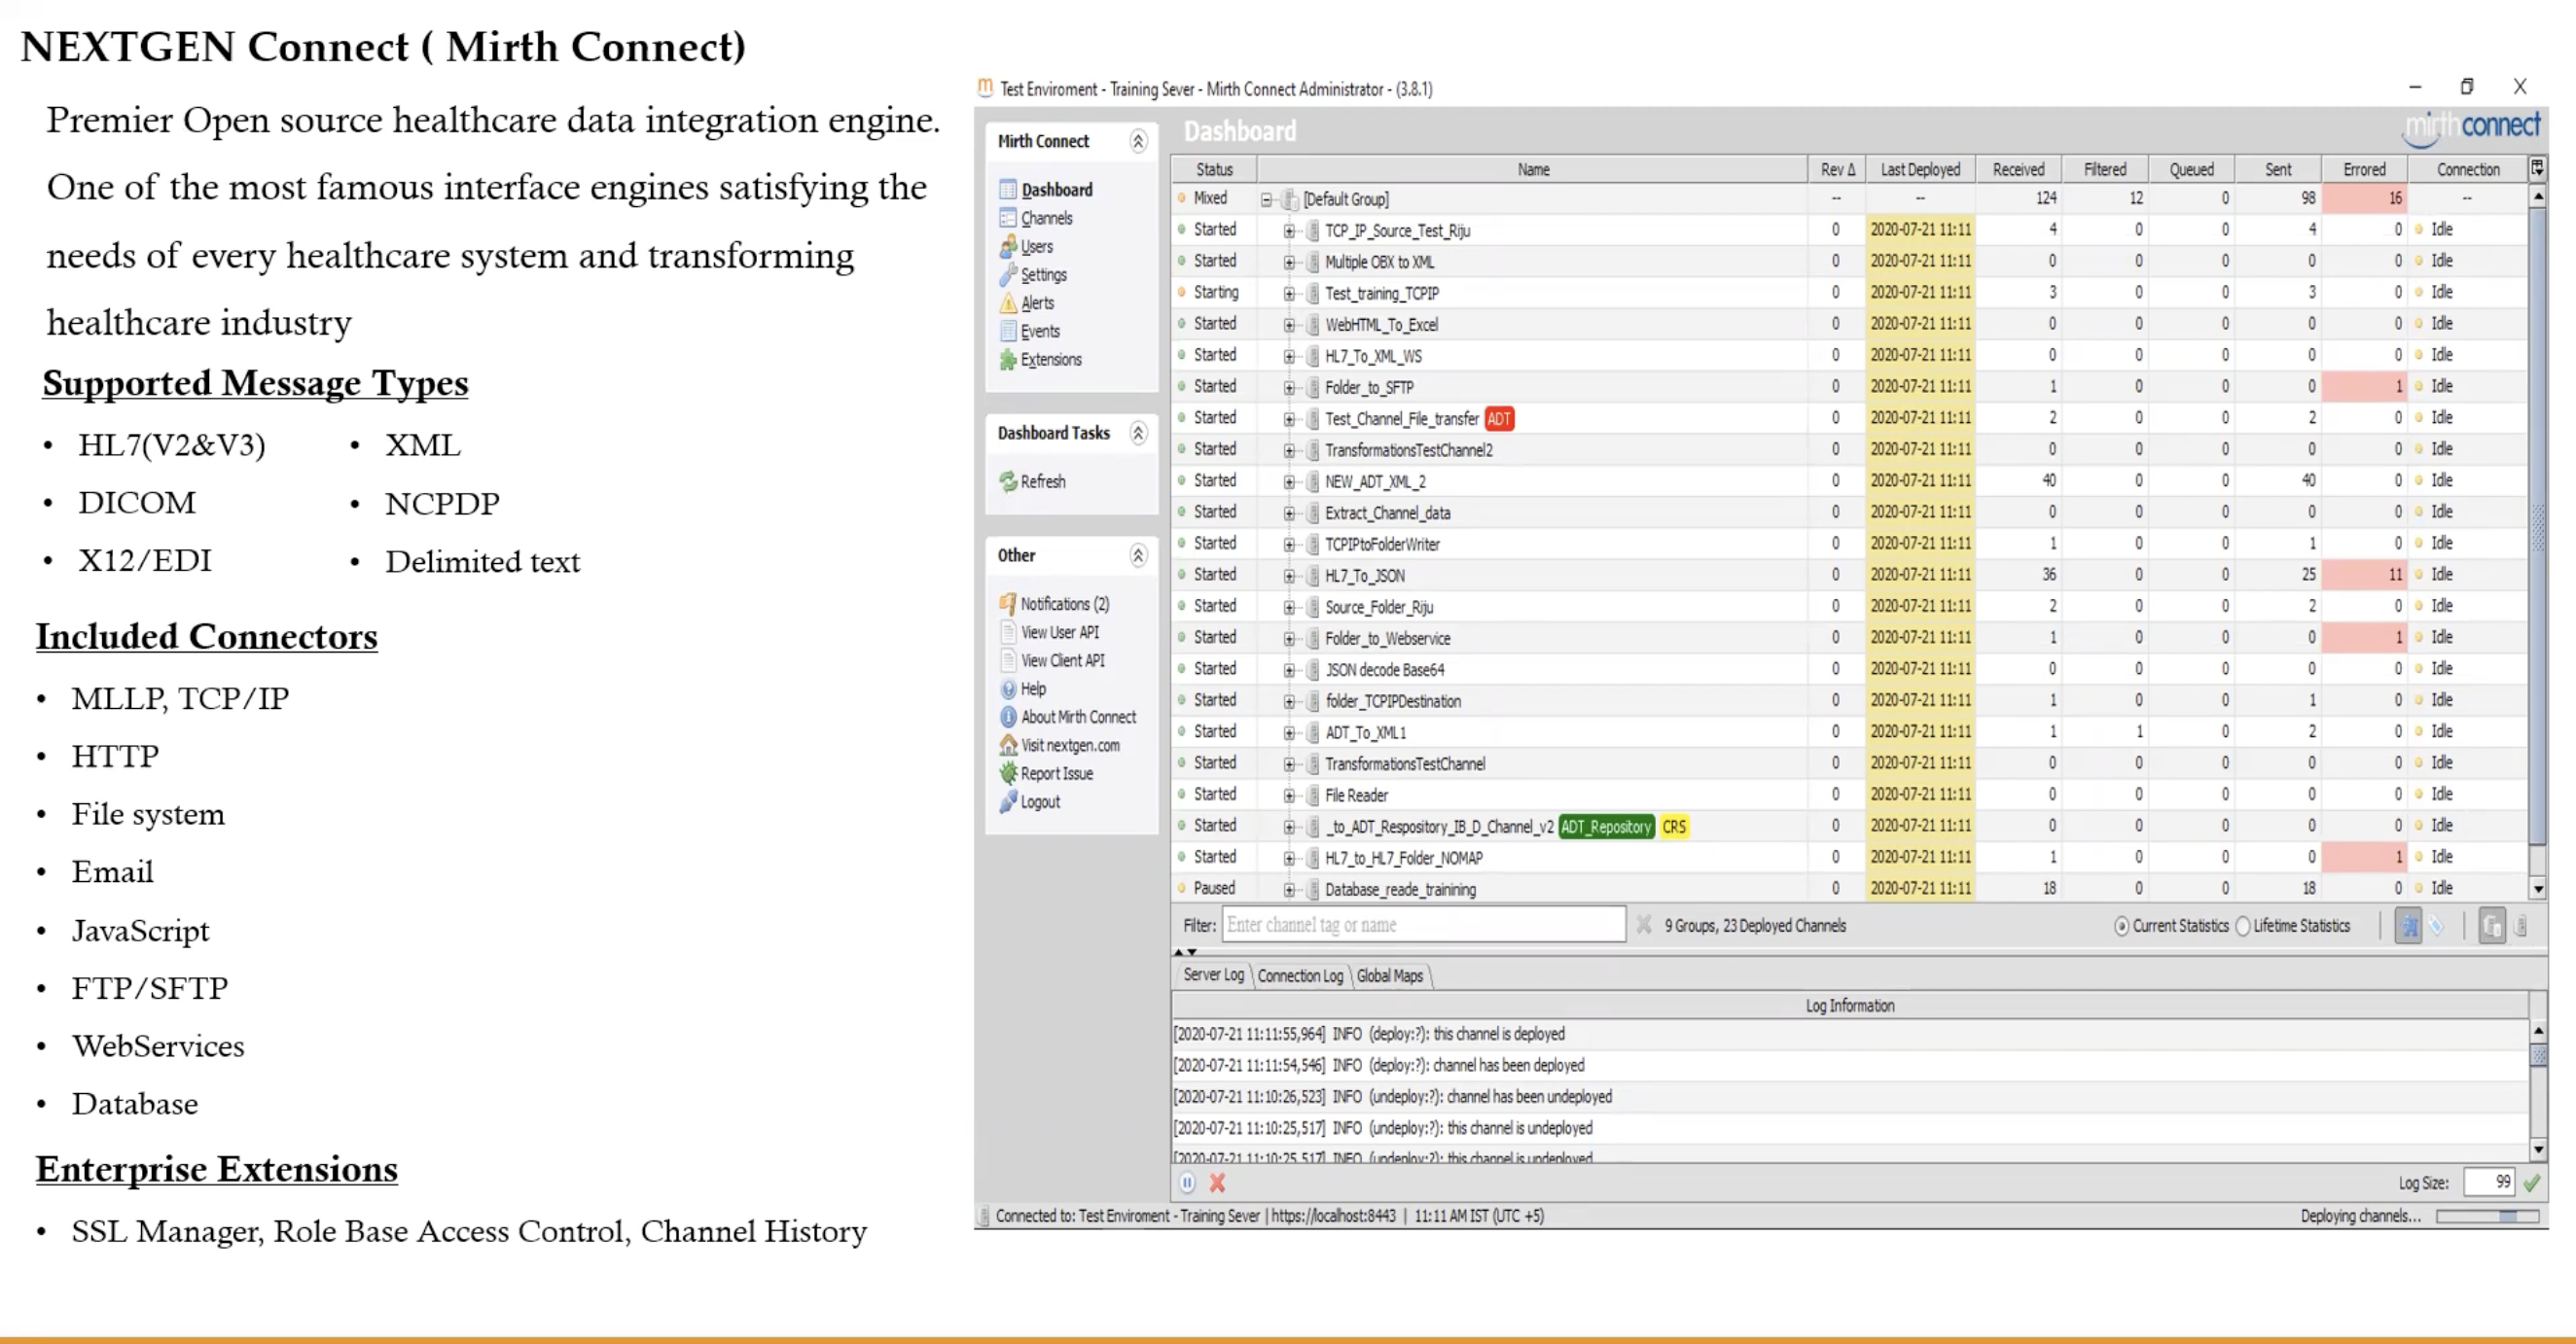 NEXTGEN Connect ( Mirth Connect)
Premier Open source healthcare data integration engine.
One of the most famous interface engines satisfying the
needs of every healthcare system and transforming
healthcare industry
Supported Message Types
• HL7(V2&V3)
• DICOM
• X12/EDI
• XML
• NCPDP
• Delimited text
Included Connectors
• MLLP, TCP/IP
• HTTP
• File system
• Email
• JavaScript
• FTP/SFTP
• WebServices
• Database
Enterprise Extensions
• SSL Manager, Role Base Access Control, Channel History
Test Enviroment - Training Sever - Mirth Connect Administrator - (3.8.1)
Mirth Connect
Dashboard
Channels
Users
Settings
Alerts
Events
Extensions
Dashboard Tasks
Refresh
Other
Notifications (2)
View User API
View Client API
Help
About Mirth Connect
Visit nextgen.com
Report Issue
Logout
Dashboard
mirthconnect
Status Name Rev Δ Last Deployed Received Filtered Queued Sent Errored Connection
Mixed [Default Group] -- -- 124 12 0 98 16 --
Started TCP_IP_Source_Test_Riju 0 2020-07-21 11:11 4 0 0 4 0 Idle
Started Multiple OBX to XML 0 2020-07-21 11:11 0 0 0 0 0 Idle
Starting Test_training_TCPIP 0 2020-07-21 11:11 3 0 0 3 0 Idle
Started WebHTML_To_Excel 0 2020-07-21 11:11 0 0 0 0 0 Idle
Started HL7_To_XML_WS 0 2020-07-21 11:11 0 0 0 0 0 Idle
Started Folder_to_SFTP 0 2020-07-21 11:11 1 0 0 0 1 Idle
Started Test_Channel_File_transfer ADT 0 2020-07-21 11:11 2 0 0 2 0 Idle
Started TransformationsTestChannel2 0 2020-07-21 11:11 0 0 0 0 0 Idle
Started NEW_ADT_XML_2 0 2020-07-21 11:11 40 0 0 40 0 Idle
Started Extract_Channel_data 0 2020-07-21 11:11 0 0 0 0 0 Idle
Started TCPIPtoFolderWriter 0 2020-07-21 11:11 1 0 0 1 0 Idle
Started HL7_To_JSON 0 2020-07-21 11:11 36 0 0 25 11 Idle
Started Source_Folder_Riju 0 2020-07-21 11:11 2 0 0 2 0 Idle
Started Folder_to_Webservice 0 2020-07-21 11:11 1 0 0 0 1 Idle
Started JSON decode Base64 0 2020-07-21 11:11 0 0 0 0 0 Idle
Started folder_TCPIPDestination 0 2020-07-21 11:11 1 0 0 1 0 Idle
Started ADT_To_XML1 0 2020-07-21 11:11 1 1 0 2 0 Idle
Started TransformationsTestChannel 0 2020-07-21 11:11 0 0 0 0 0 Idle
Started File Reader 0 2020-07-21 11:11 0 0 0 0 0 Idle
Started _to_ADT_Respository_IB_D_Channel_v2 ADT_Repository CRS 0 2020-07-21 11:11 0 0 0 0 0 Idle
Started HL7_to_HL7_Folder_NOMAP 0 2020-07-21 11:11 1 0 0 0 1 Idle
Paused Database_reade_trainining 0 2020-07-21 11:11 18 0 0 18 0 Idle
Filter: Enter channel tag or name 9 Groups, 23 Deployed Channels Current Statistics Lifetime Statistics
Server Log Connection Log Global Maps
Log Information
[2020-07-21 11:11:55,964] INFO (deploy:?): this channel is deployed
[2020-07-21 11:11:54,546] INFO (deploy:?): channel has been deployed
[2020-07-21 11:10:26,523] INFO (undeploy:?): channel has been undeployed
[2020-07-21 11:10:25,517] INFO (undeploy:?): this channel is undeployed
[2020-07-21 11:10:25,517] INFO (undeploy:?): this channel is undeployed
Log Size: 99
Connected to: Test Enviroment - Training Sever | https://localhost:8443 | 11:11 AM IST (UTC +5) Deploying channels...